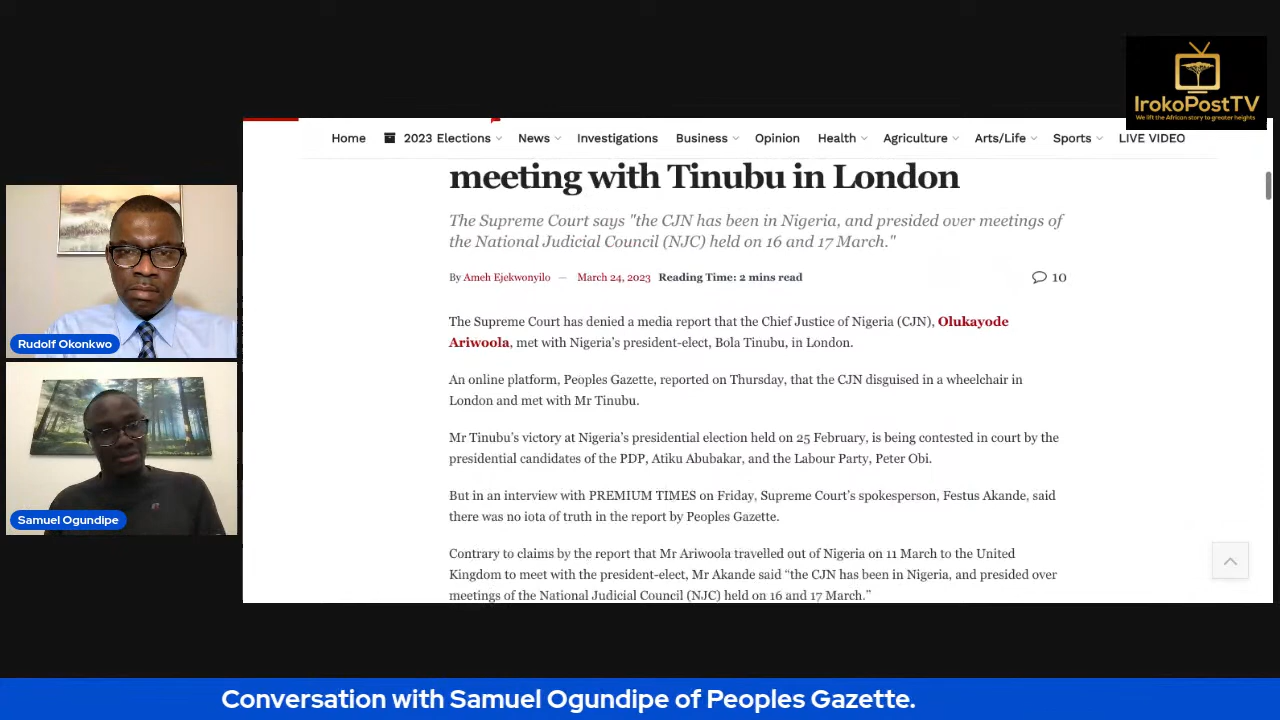 IrokoPostTV
We lift the African story to greater heights
Home 2023 Elections News Investigations Business Opinion Health Agriculture Arts/Life Sports LIVE VIDEO
meeting with Tinubu in London
The Supreme Court says "the CJN has been in Nigeria, and presided over meetings of
the National Judicial Council (NJC) held on 16 and 17 March."
By Ameh Ejekwonyilo — March 24, 2023 Reading Time: 2 mins read 10
The Supreme Court has denied a media report that the Chief Justice of Nigeria (CJN), Olukayode
Ariwoola, met with Nigeria's president-elect, Bola Tinubu, in London.
An online platform, Peoples Gazette, reported on Thursday, that the CJN disguised in a wheelchair in
London and met with Mr Tinubu.
Mr Tinubu's victory at Nigeria's presidential election held on 25 February, is being contested in court by the
presidential candidates of the PDP, Atiku Abubakar, and the Labour Party, Peter Obi.
But in an interview with PREMIUM TIMES on Friday, Supreme Court's spokesperson, Festus Akande, said
there was no iota of truth in the report by Peoples Gazette.
Contrary to claims by the report that Mr Ariwoola travelled out of Nigeria on 11 March to the United
Kingdom to meet with the president-elect, Mr Akande said "the CJN has been in Nigeria, and presided over
meetings of the National Judicial Council (NJC) held on 16 and 17 March."
Rudolf Okonkwo
Samuel Ogundipe
Conversation with Samuel Ogundipe of Peoples Gazette.